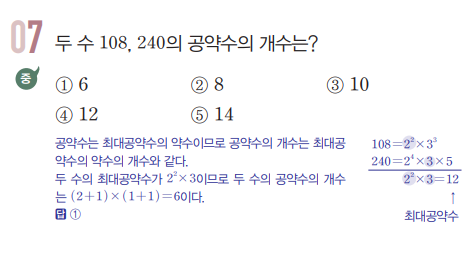 07 두 수 108, 240의 공약수의 개수는?
중
① 6 ② 8 ③ 10
④ 12 ⑤ 14
공약수는 최대공약수의 약수이므로 공약수의 개수는 최대공
약수의 약수의 개수와 같다.
두 수의 최대공약수가 2²×3이므로 두 수의 공약수의 개수
는 (2+1)×(1+1)=6이다.
답 ①
108=2²×3³
240=2⁴×3×5
2²×3=12
↑
최대공약수